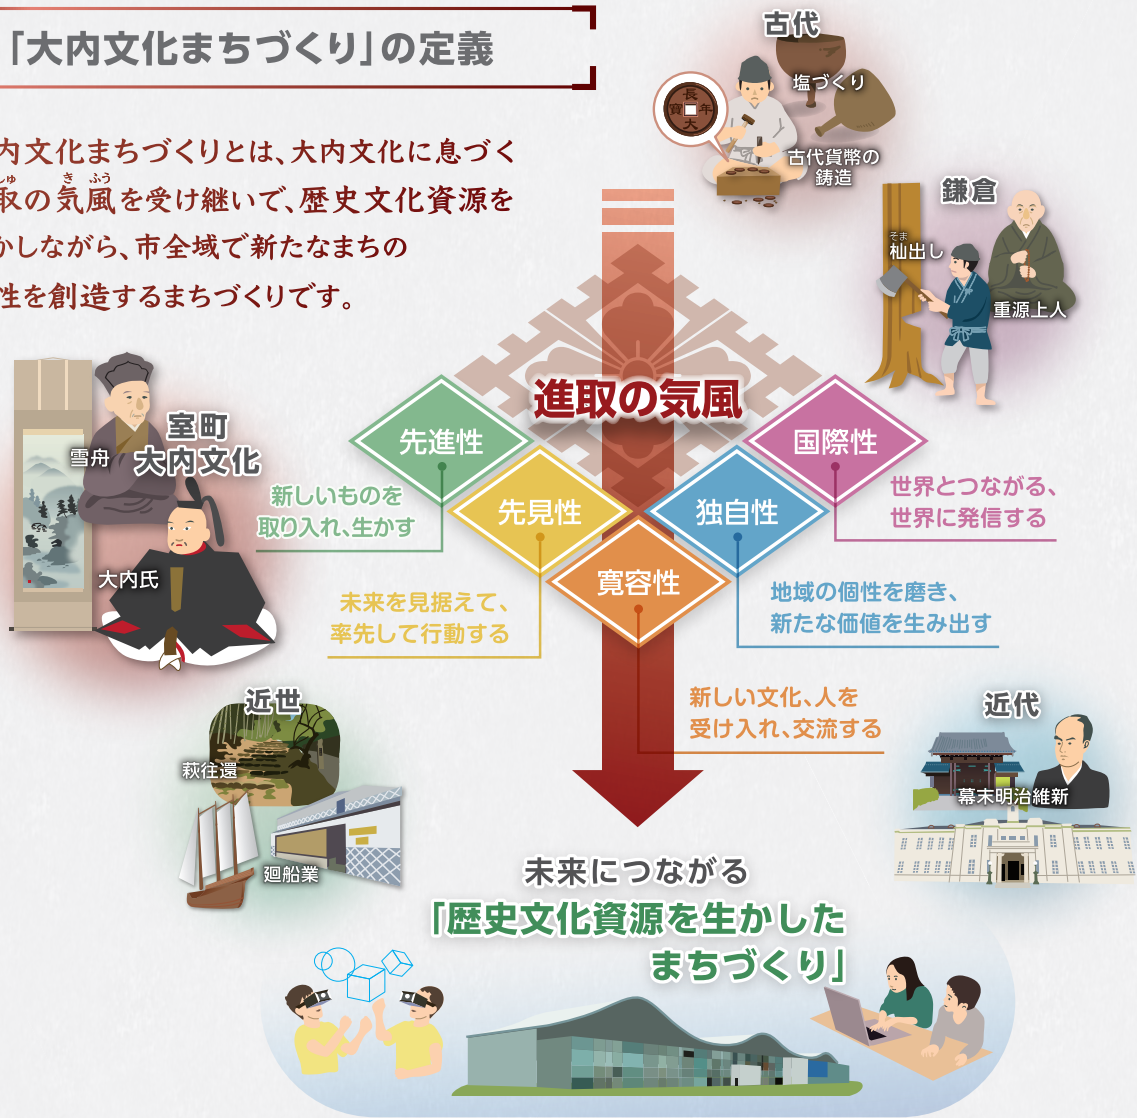 「大内文化まちづくり」の定義
内文化まちづくりとは、大内文化に息づく
しゅ き ふう
取の気風を受け継いで、歴史文化資源を
かしながら、市全域で新たなまちの
性を創造するまちづくりです。
古代
塩づくり
長年大寳
古代貨幣の
鋳造
鎌倉
そま
杣出し
重源上人
進取の気風
先進性
国際性
先見性
独自性
寛容性
新しいものを
取り入れ、生かす
世界とつながる、
世界に発信する
未来を見据えて、
率先して行動する
地域の個性を磨き、
新たな価値を生み出す
新しい文化、人を
受け入れ、交流する
室町
大内文化
雪舟
大内氏
近世
萩往還
廻船業
近代
幕末明治維新
未来につながる
「歴史文化資源を生かした
まちづくり」